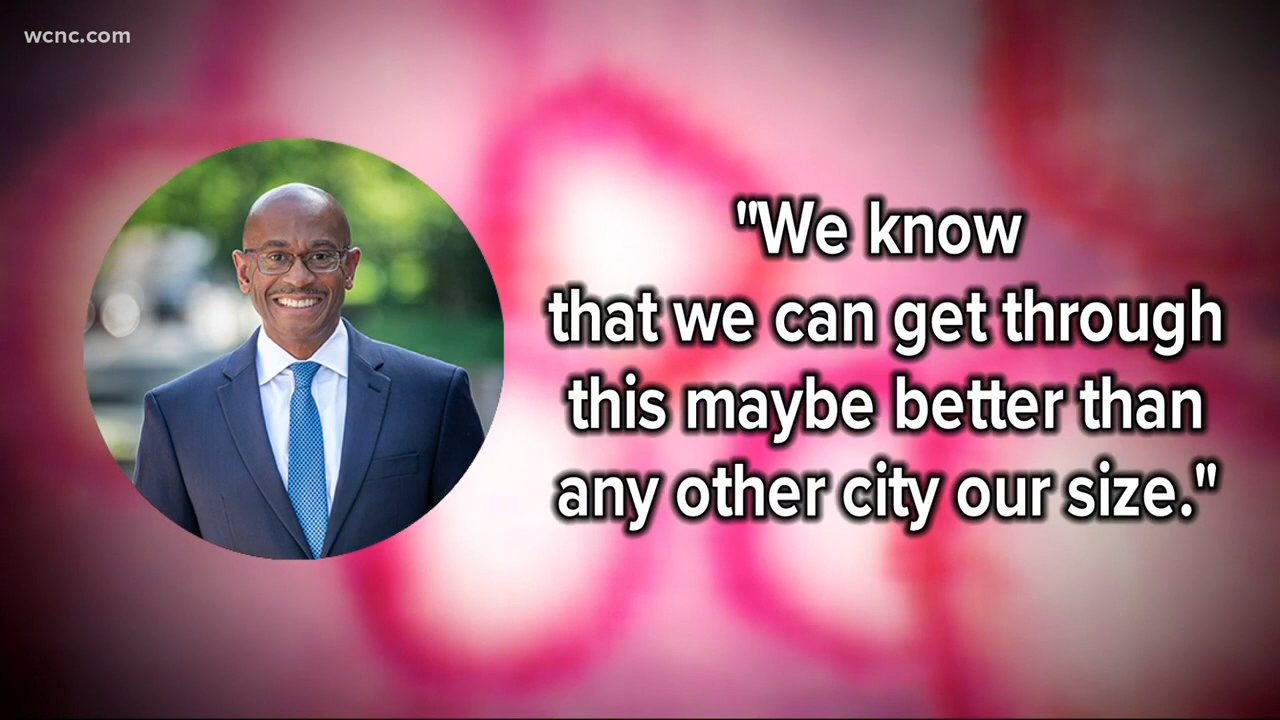 wcnc.com
"We know
that we can get through
this maybe better than
any other city our size."